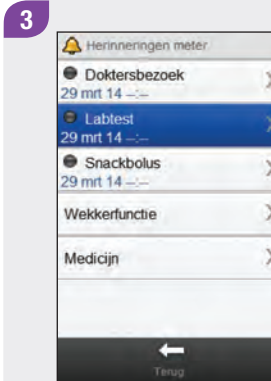 3
Herinneringen meter
Doktersbezoek
29 mrt 14 --:--
Labtest
29 mrt 14 --:--
Snackbolus
29 mrt 14 --:--
Wekkerfunctie
Medicijn
Terug